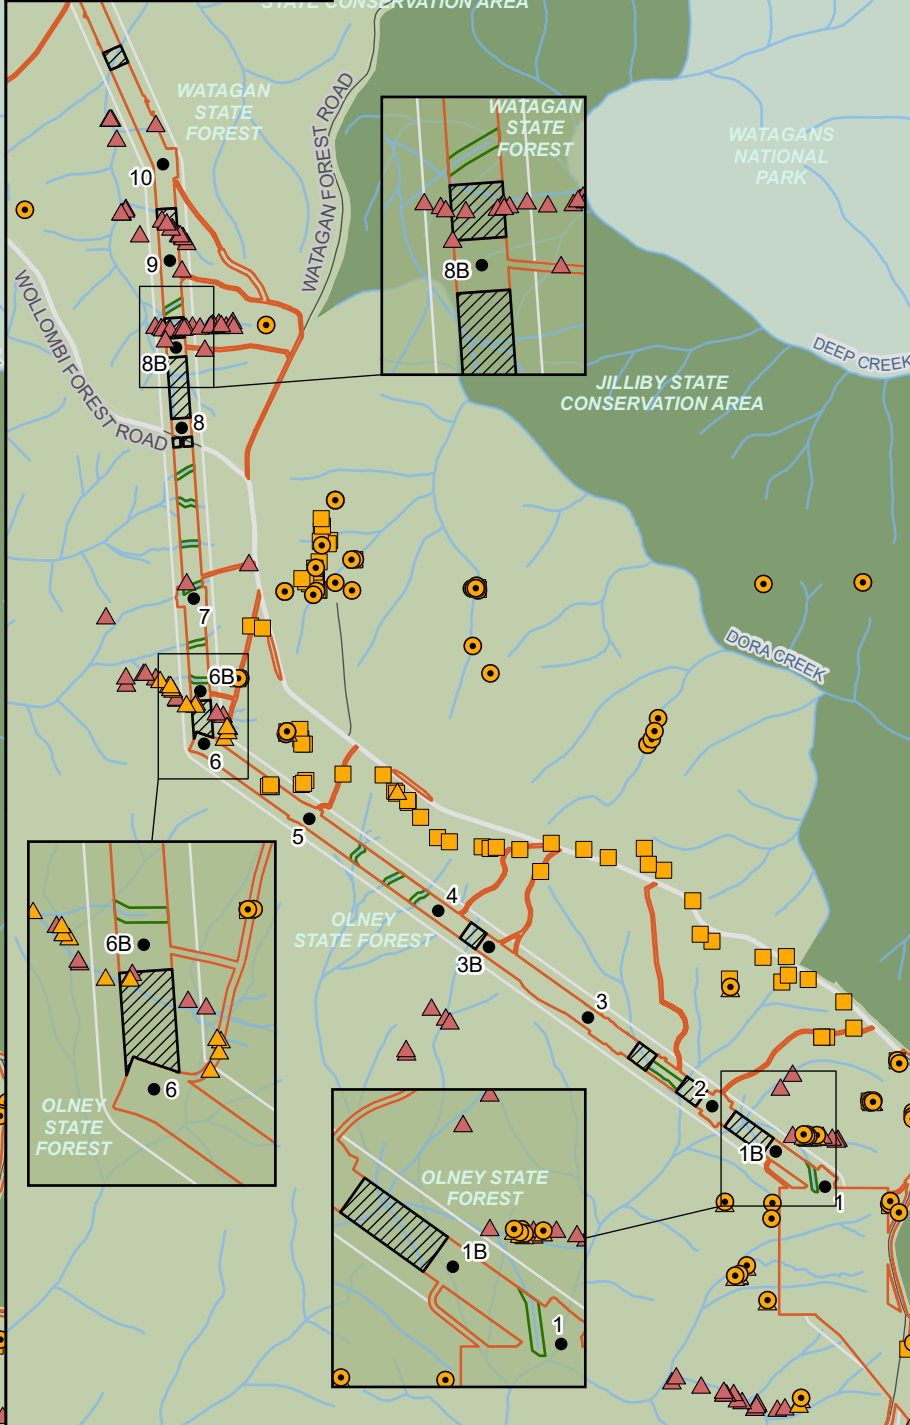 STATE CONSERVATION AREA
WATAGAN
STATE
FOREST
WATAGAN FOREST ROAD
WATAGAN
STATE
FOREST
8B
WATAGANS
NATIONAL
PARK
10
9
WOLLOMBI FOREST ROAD
8B
8
DEEP CREEK
JILLIBY STATE
CONSERVATION AREA
7
DORA CREEK
6B
6
5
4
OLNEY
STATE FOREST
3B
3
2
1B
1
6B
6
OLNEY
STATE
FOREST
OLNEY STATE
FOREST
1B
1